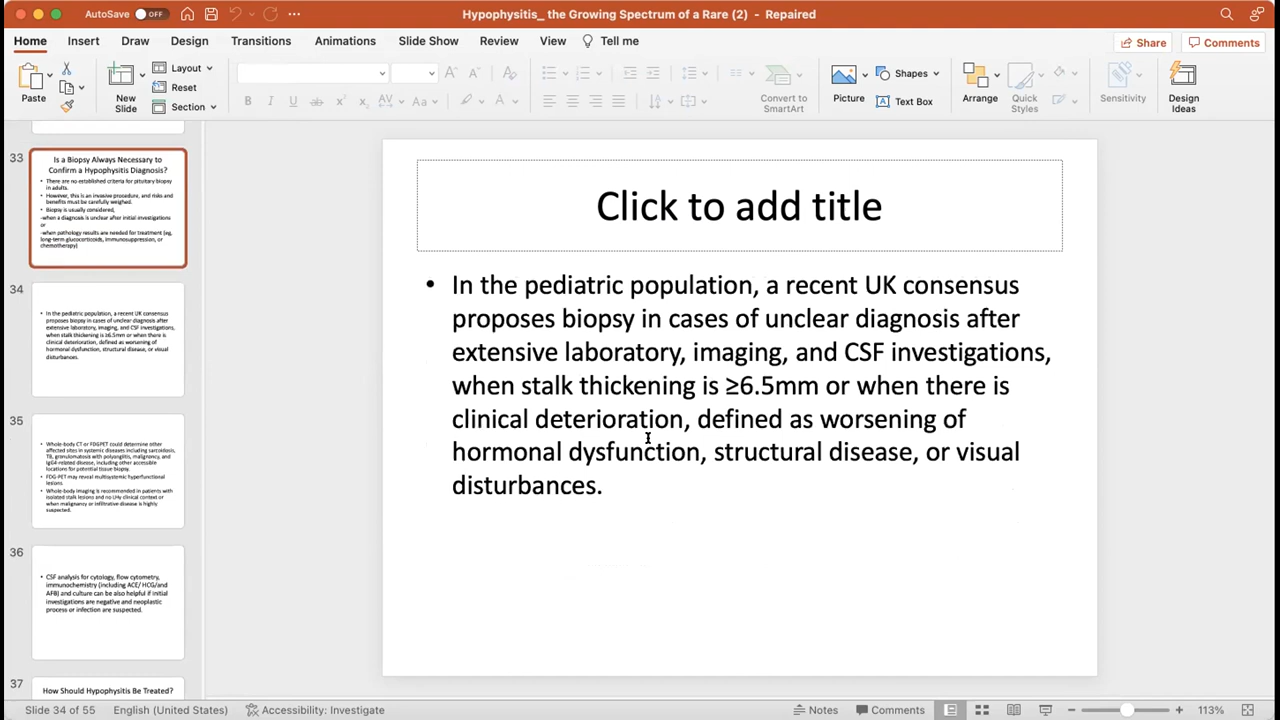 AutoSave OFF
Hypophysitis_ the Growing Spectrum of a Rare (2) - Repaired
Home Insert Draw Design Transitions Animations Slide Show Review View Tell me
Share Comments
Paste
New
Slide
Layout
Reset
Section
Convert to
SmartArt
Picture
Shapes
Text Box
Arrange
Quick
Styles
Sensitivity
Design
Ideas
33
Is a Biopsy Always Necessary to
Confirm a Hypophysitis Diagnosis?
• There are no established criteria for pituitary biopsy
in adults.
• However, this is an invasive procedure, and risks and
benefits must be carefully weighed.
• Biopsy is usually considered,
-when a diagnosis is unclear after initial investigations
or
-when pathology results are needed for treatment (eg,
long-term glucocorticoids, immunosuppression, or
chemotherapy)
34
• In the pediatric population, a recent UK consensus
proposes biopsy in cases of unclear diagnosis after
extensive laboratory, imaging, and CSF investigations,
when stalk thickening is ≥6.5mm or when there is
clinical deterioration, defined as worsening of
hormonal dysfunction, structural disease, or visual
disturbances.
35
• Whole-body CT or FDGPET could determine other
affected sites in systemic diseases including sarcoidosis,
TB, granulomatosis with polyangiitis, malignancy, and
IgG4-related disease, including other accessible
locations for potential tissue biopsy.
• FDG-PET may reveal multisystemic hyperfunctional
lesions.
• Whole-body imaging is recommended in patients with
isolated stalk lesions and no LHy clinical context or
when malignancy or infiltrative disease is highly
suspected.
36
• CSF analysis for cytology, flow cytometry,
immunochemistry (including ACE/ HCG/and
AFB) and culture can be also helpful if initial
investigations are negative and neoplastic
process or infection are suspected.
37
How Should Hypophysitis Be Treated?
Click to add title
• In the pediatric population, a recent UK consensus
proposes biopsy in cases of unclear diagnosis after
extensive laboratory, imaging, and CSF investigations,
when stalk thickening is ≥6.5mm or when there is
clinical deterioration, defined as worsening of
hormonal dysfunction, structural disease, or visual
disturbances.
Slide 34 of 55 English (United States) Accessibility: Investigate Notes Comments 113%